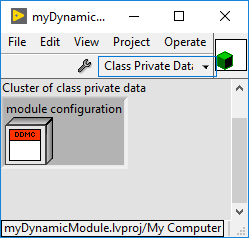 myDynamic...
File Edit View Project Operate
Class Private Data
Cluster of class private data
module configuration
DDMC
myDynamicModule.lvproj/My Computer